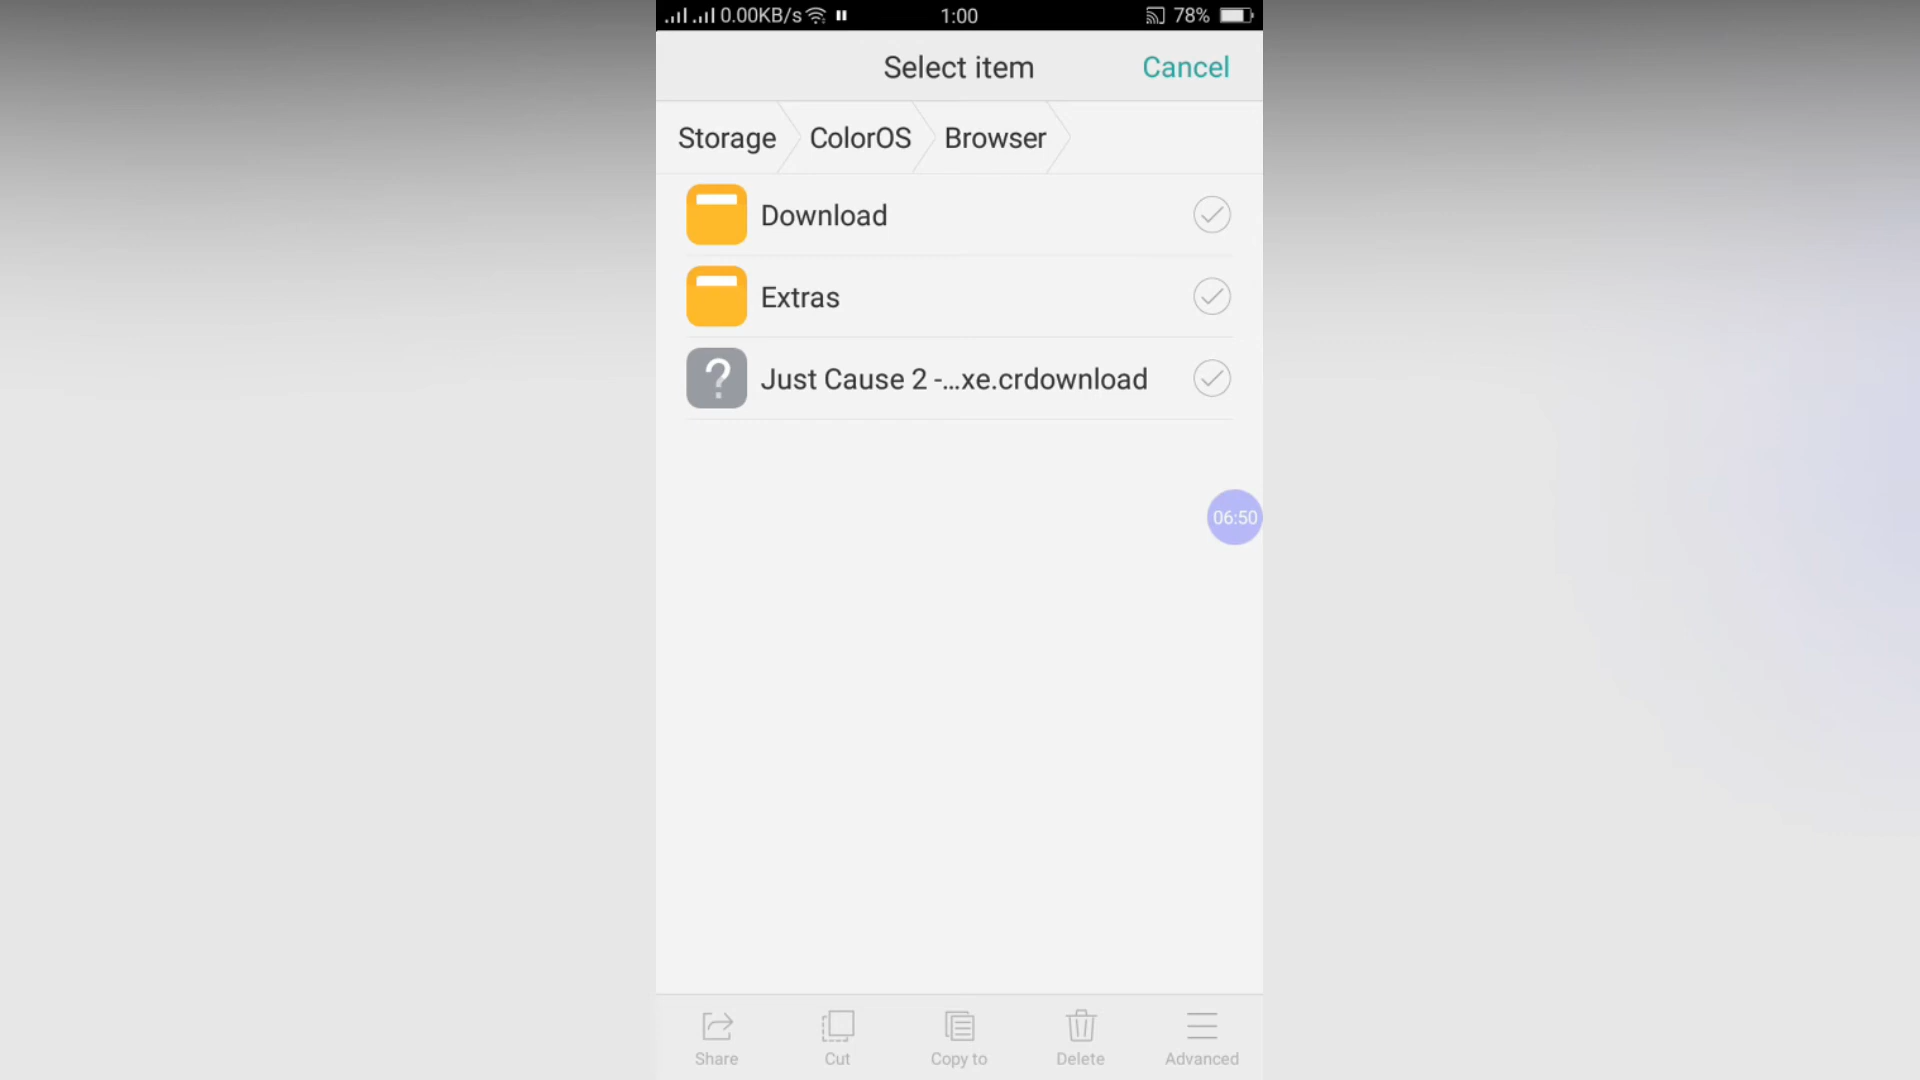 0.00KB/s 1:00 78%
Select item Cancel
Storage ColorOS Browser
Download
Extras
? Just Cause 2 -...xe.crdownload
06:50
Share Cut Copy to Delete Advanced